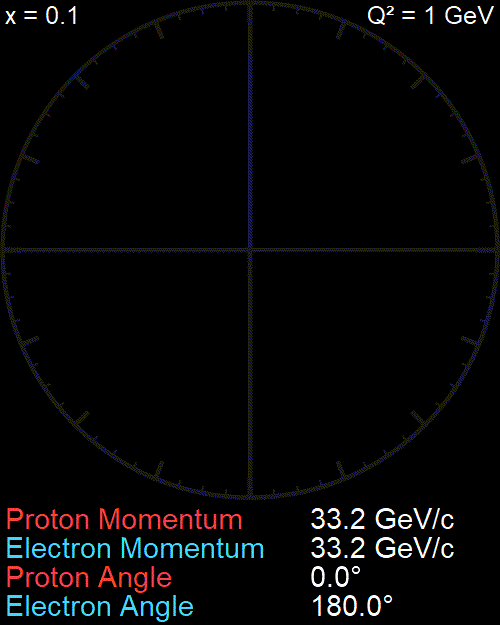 x = 0.1 Q² = 1 GeV
Proton Momentum 33.2 GeV/c
Electron Momentum 33.2 GeV/c
Proton Angle 0.0°
Electron Angle 180.0°